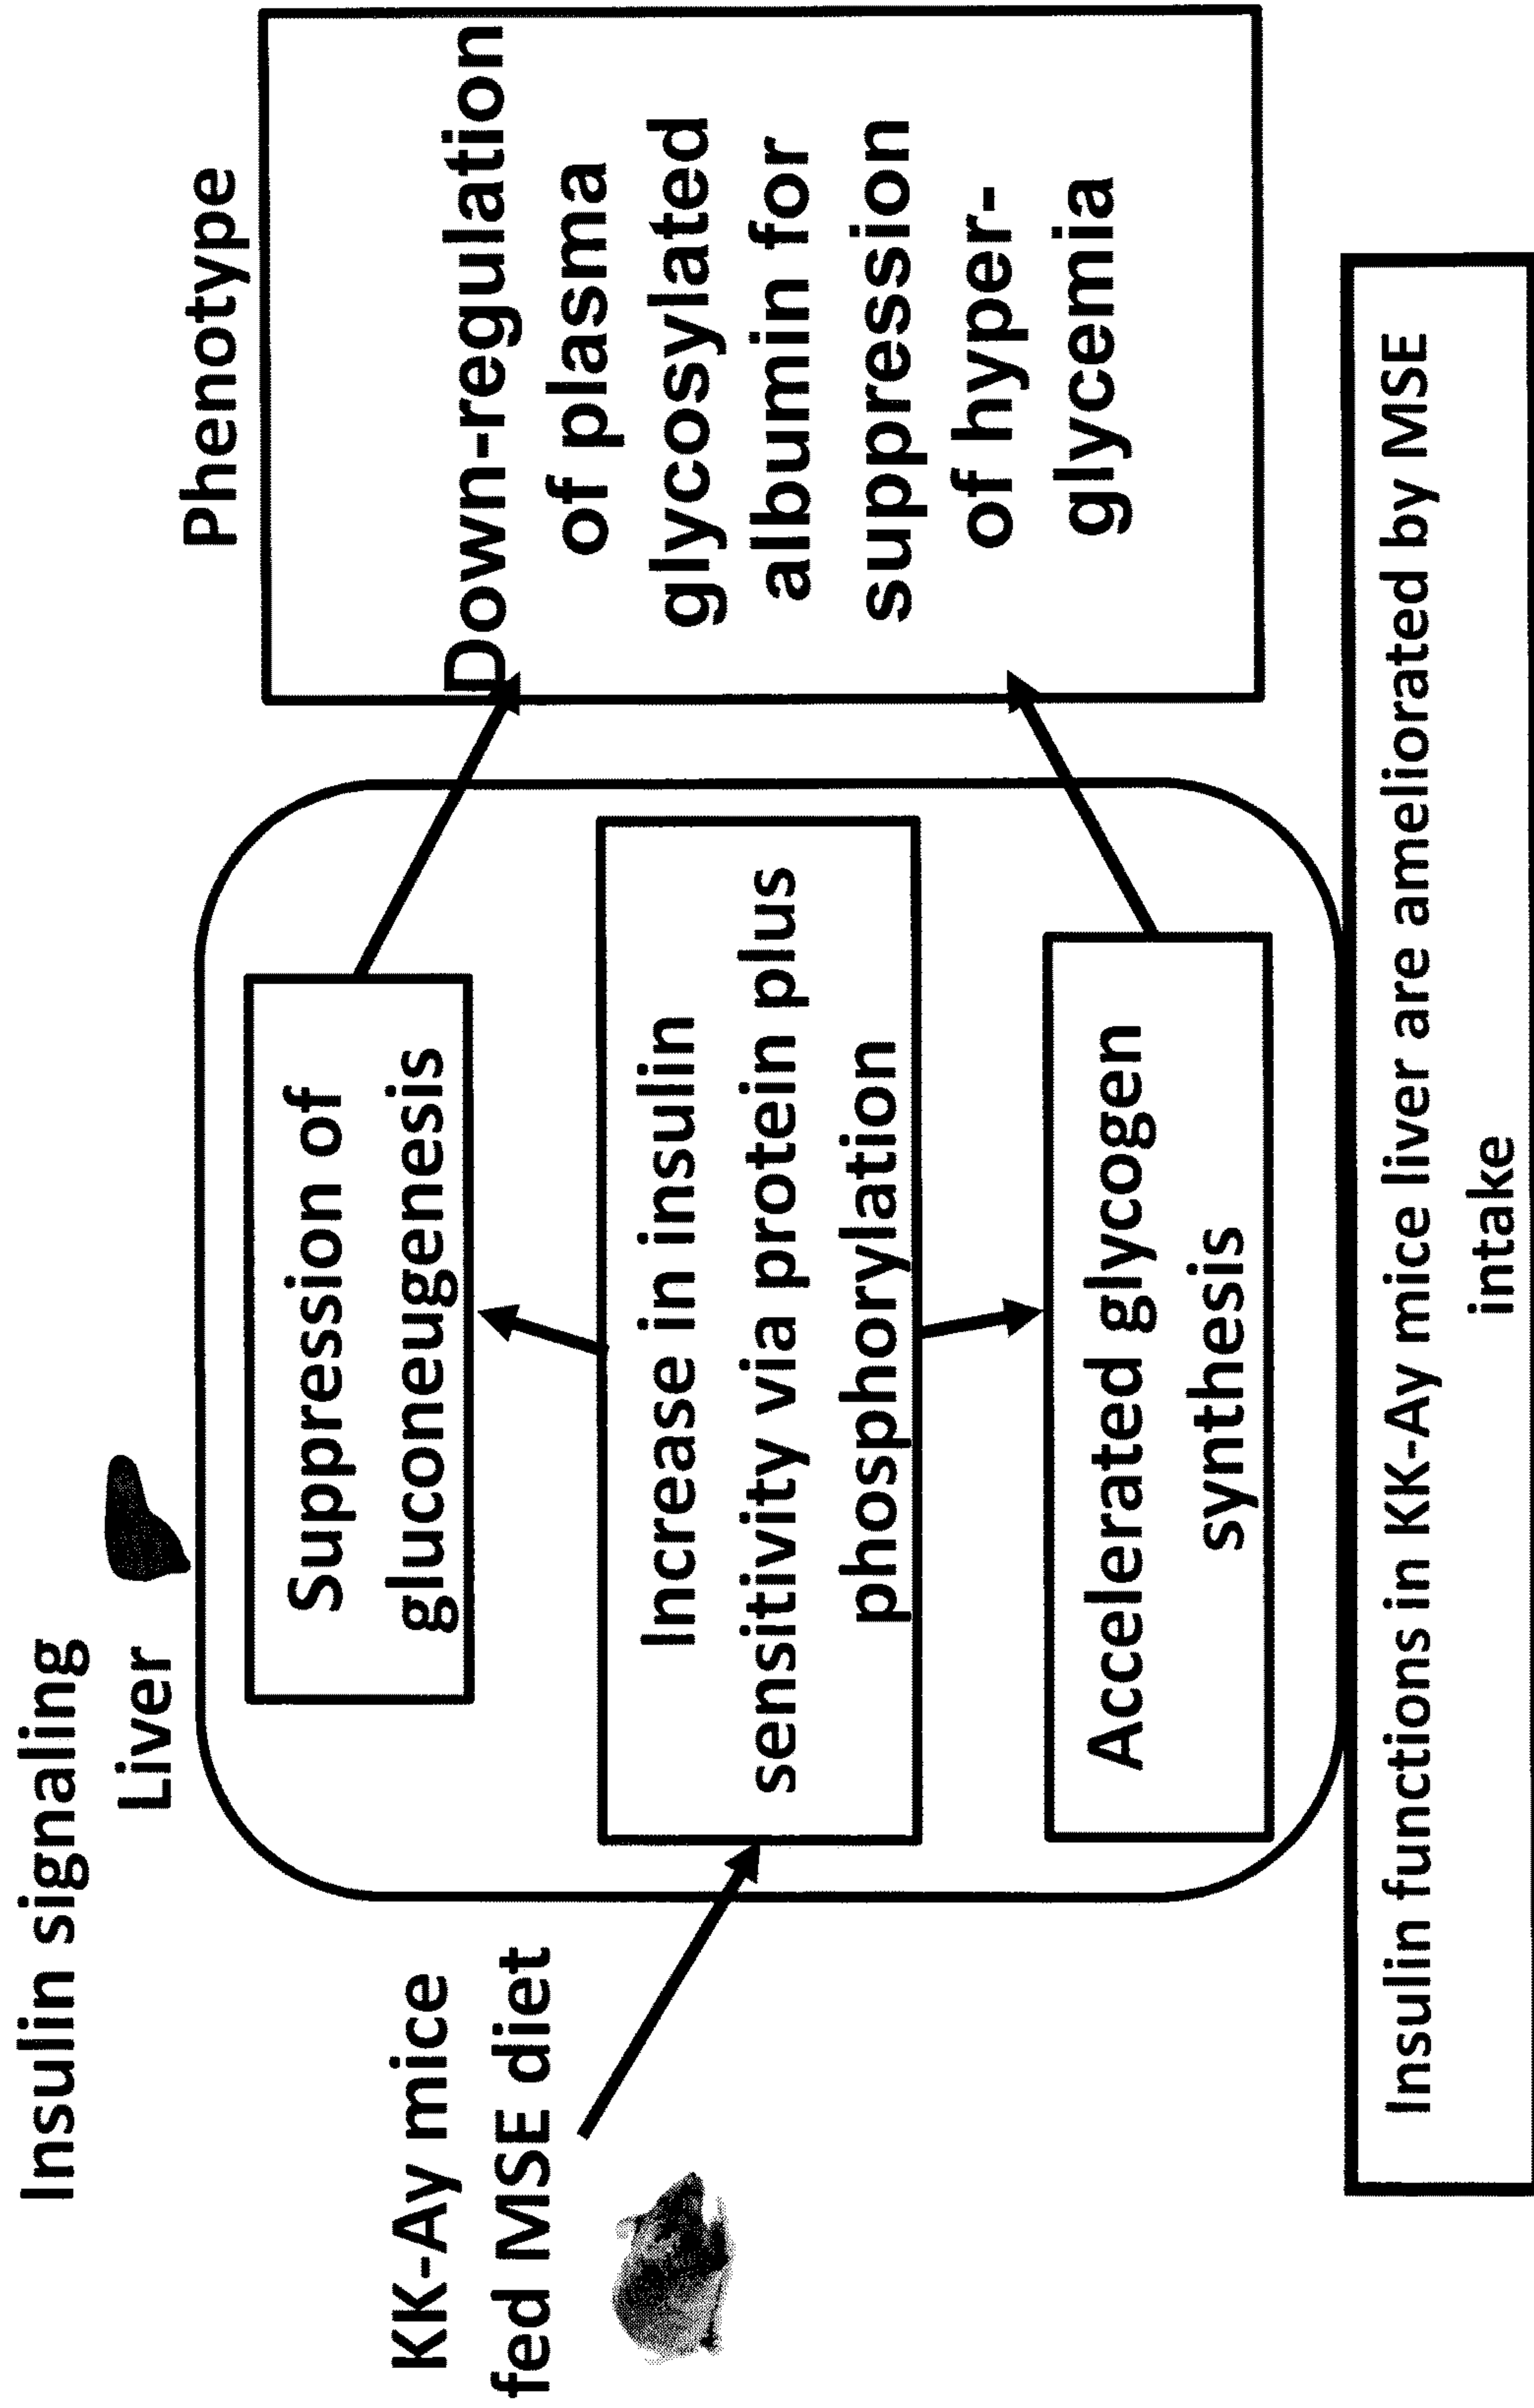 Insulin signaling
Liver
Phenotype
KK-Ay mice
fed MSE diet
Suppression of
gluconeugenesis
Increase in insulin
sensitivity via protein plus
phosphorylation
Accelerated glycogen
synthesis
Down-regulation
of plasma
glycosylated
albumin for
suppression
of hyper-
glycemia
Insulin functions in KK-Ay mice liver are ameliorated by MSE
intake